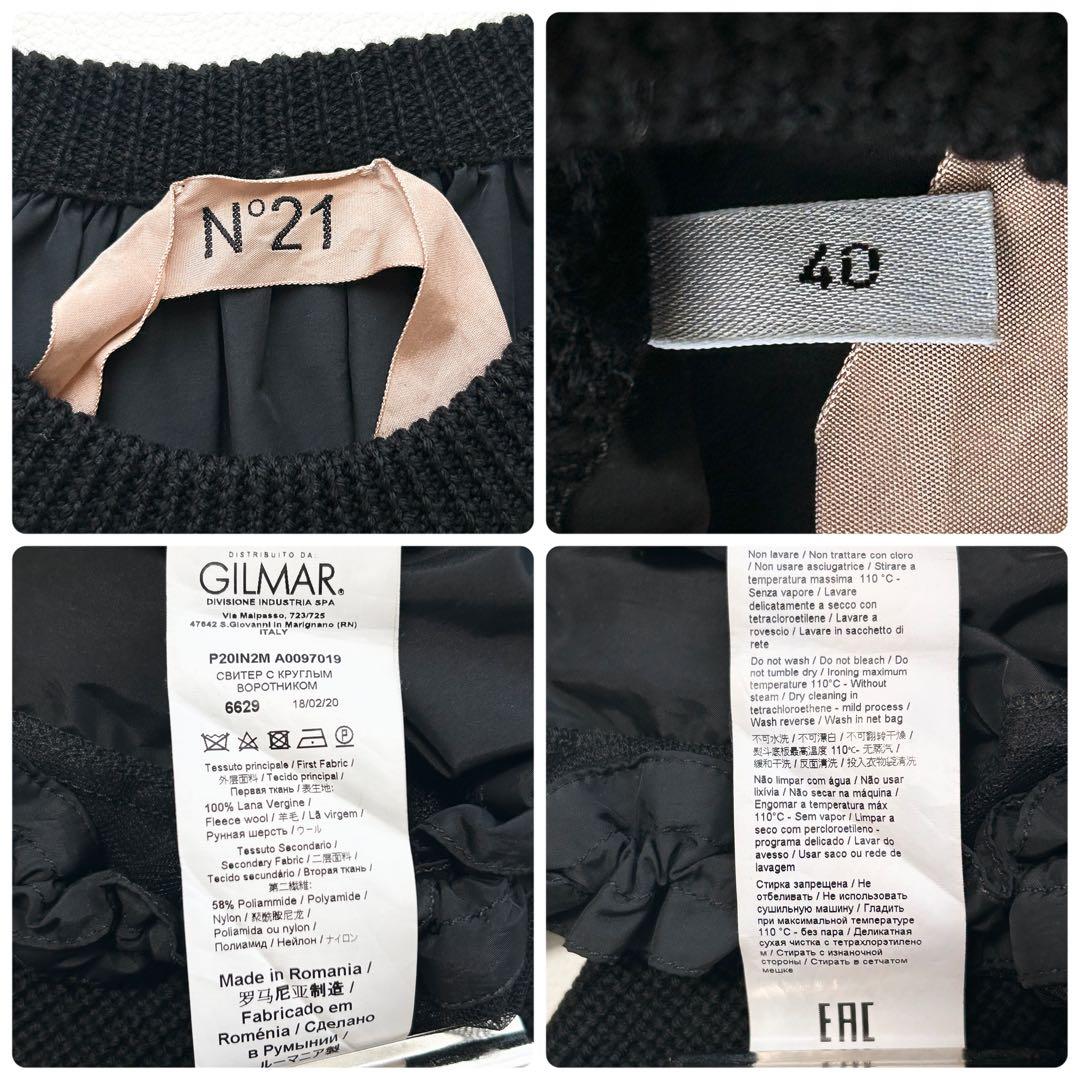 N°21
40
DISTRIBUITO DA:
GILMAR®
DIVISIONE INDUSTRIA SPA
Via Malpasso, 723/725
47842 S.Giovanni in Marignano (RN)
ITALY
P20IN2M A0097019
СВИТЕР С КРУГЛЫМ
ВОРОТНИКОМ
6629 18/02/20
Tessuto principale / First Fabric /
外层面料 / Tecido principal /
Первая ткань / 表生地:
100% Lana Vergine /
Fleece wool / 羊毛 / Lã virgem /
Рунная шерсть / ウール
Tessuto Secondario /
Secondary Fabric / 二层面料 /
Tecido secundário / Вторая ткань /
第二繊維:
58% Poliammide / Polyamide /
Nylon / 聚酰胺尼龙 /
Poliamida ou nylon /
Полиамид / Нейлон / ナイロン
Made in Romania /
罗马尼亚制造 /
Fabricado em
Roménia / Сделано
в Румынии /
ルーマニア製
Non lavare / Non trattare con cloro
/ Non usare asciugatrice / Stirare a
temperatura massima 110 °C -
Senza vapore / Lavare
delicatamente a secco con
tetracloroetilene / Lavare a
rovescio / Lavare in sacchetto di
rete
Do not wash / Do not bleach / Do
not tumble dry / Ironing maximum
temperature 110°C - Without
steam / Dry cleaning in
tetrachloroethene - mild process /
Wash reverse / Wash in net bag
不可水洗 / 不可漂白 / 不可翻转干燥 /
熨斗底板最高温度 110℃- 无蒸汽 /
缓和干洗 / 反面清洗 / 投入衣物袋清洗
Não limpar com água / Não usar
lixívia / Não secar na máquina /
Engomar a temperatura máx
110°C - Sem vapor / Limpar a
seco com percloroetileno -
programa delicado / Lavar do
avesso / Usar saco ou rede de
lavagem
Стирка запрещена / Не
отбеливать / Не использовать
сушильную машину / Гладить
при максимальной температуре
110 °C - без пара / Деликатная
сухая чистка с тетрахлорэтилено
м / Стирать с изнаночной
стороны / Стирать в сетчатом
мешке
EAC